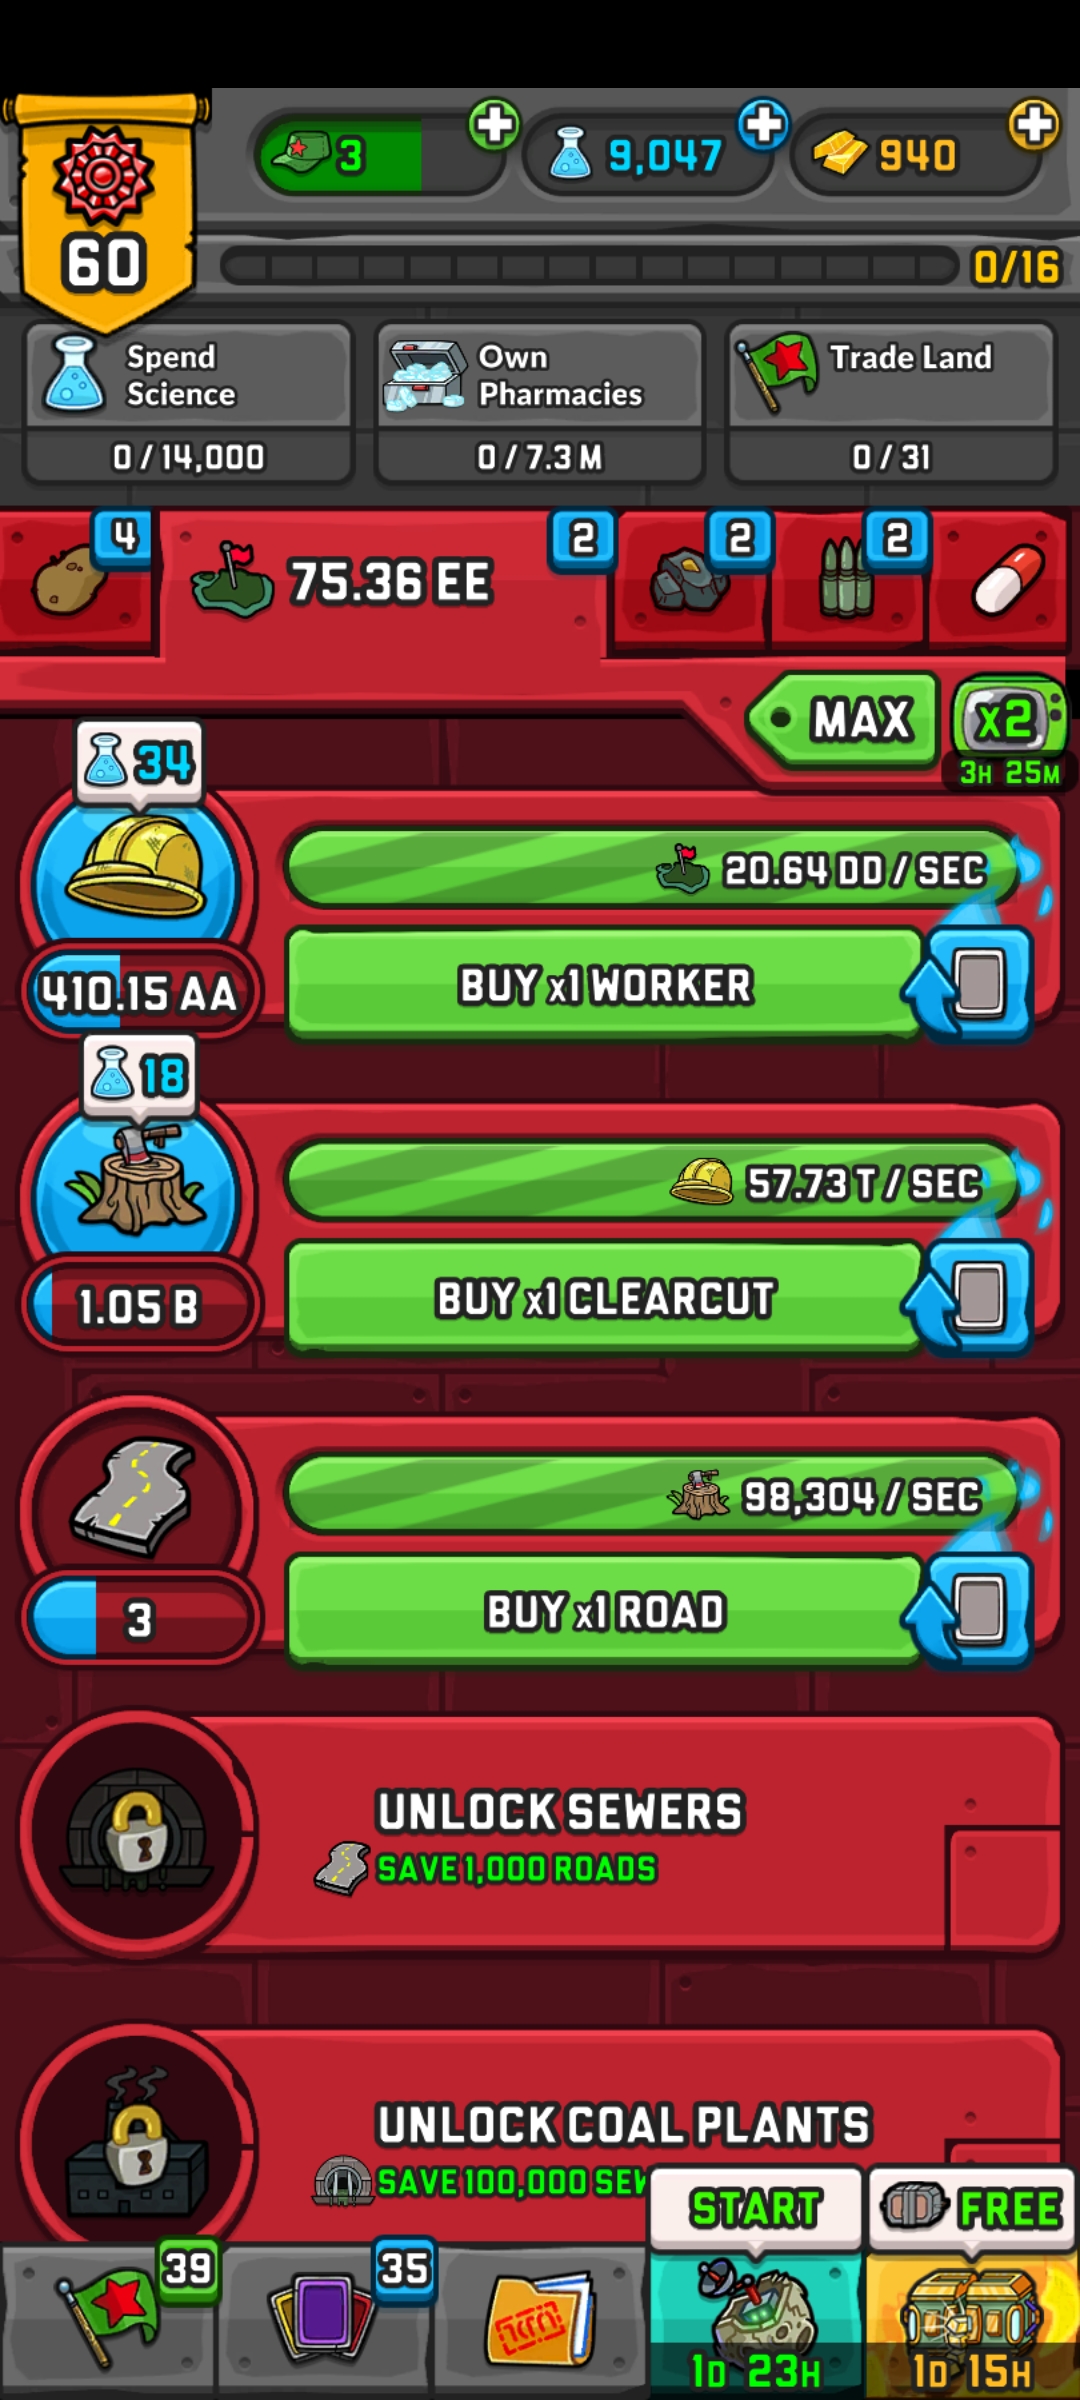 3
9,047
940
60
0/16
Spend
Science
0/14,000
Own
Pharmacies
0/7.3 M
Trade Land
0/31
4
75.36 EE
2
2
2
MAX
x2
3H 25M
34
20.64 DD / SEC
410.15 AA
BUY x1 WORKER
18
57.73 T / SEC
1.05 B
BUY x1 CLEARCUT
98,304 / SEC
3
BUY x1 ROAD
UNLOCK SEWERS
SAVE 1,000 ROADS
UNLOCK COAL PLANTS
SAVE 100,000 SEW
START
FREE
39
35
1D 23H
1D 15H